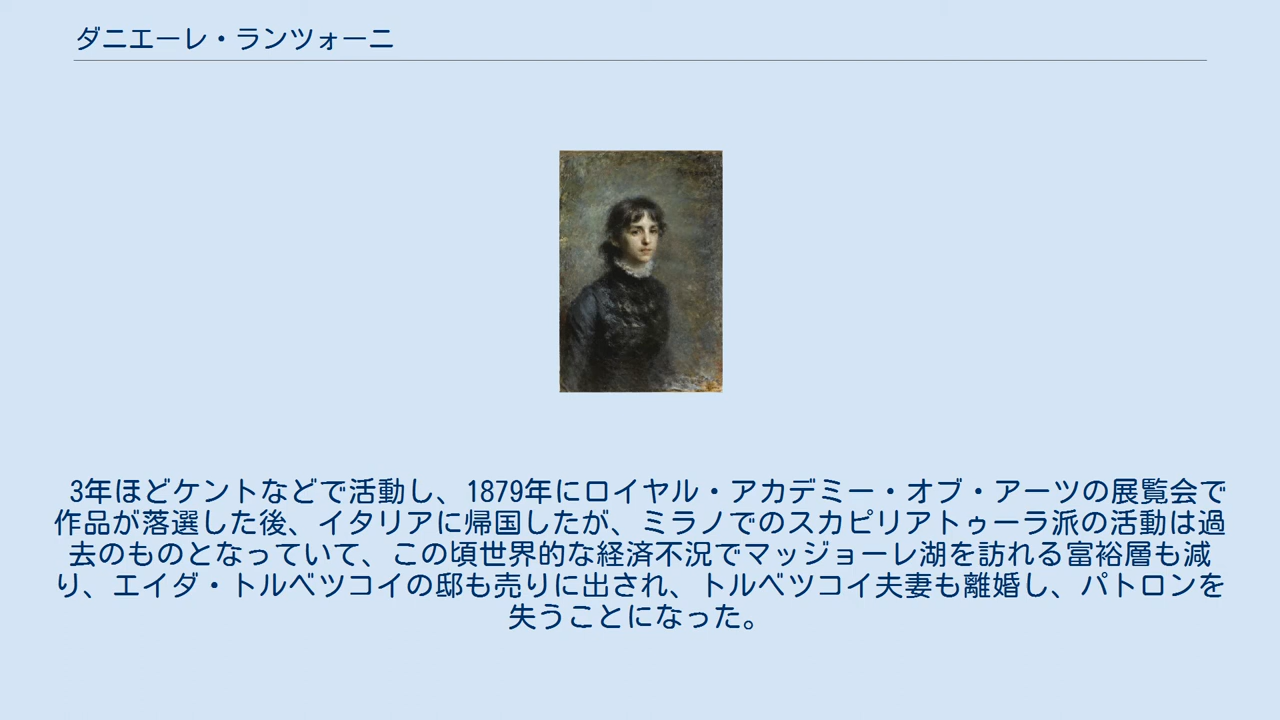 ダニエーレ・ランツォーニ
3年ほどケントなどで活動し、1879年にロイヤル・アカデミー・オブ・アーツの展覧会で
作品が落選した後、イタリアに帰国したが、ミラノでのスカピリアトゥーラ派の活動は過
去のものとなっていて、この頃世界的な経済不況でマッジョーレ湖を訪れる富裕層も減
り、エイダ・トルベツコイの邸も売りに出され、トルベツコイ夫妻も離婚し、パトロンを
失うことになった。